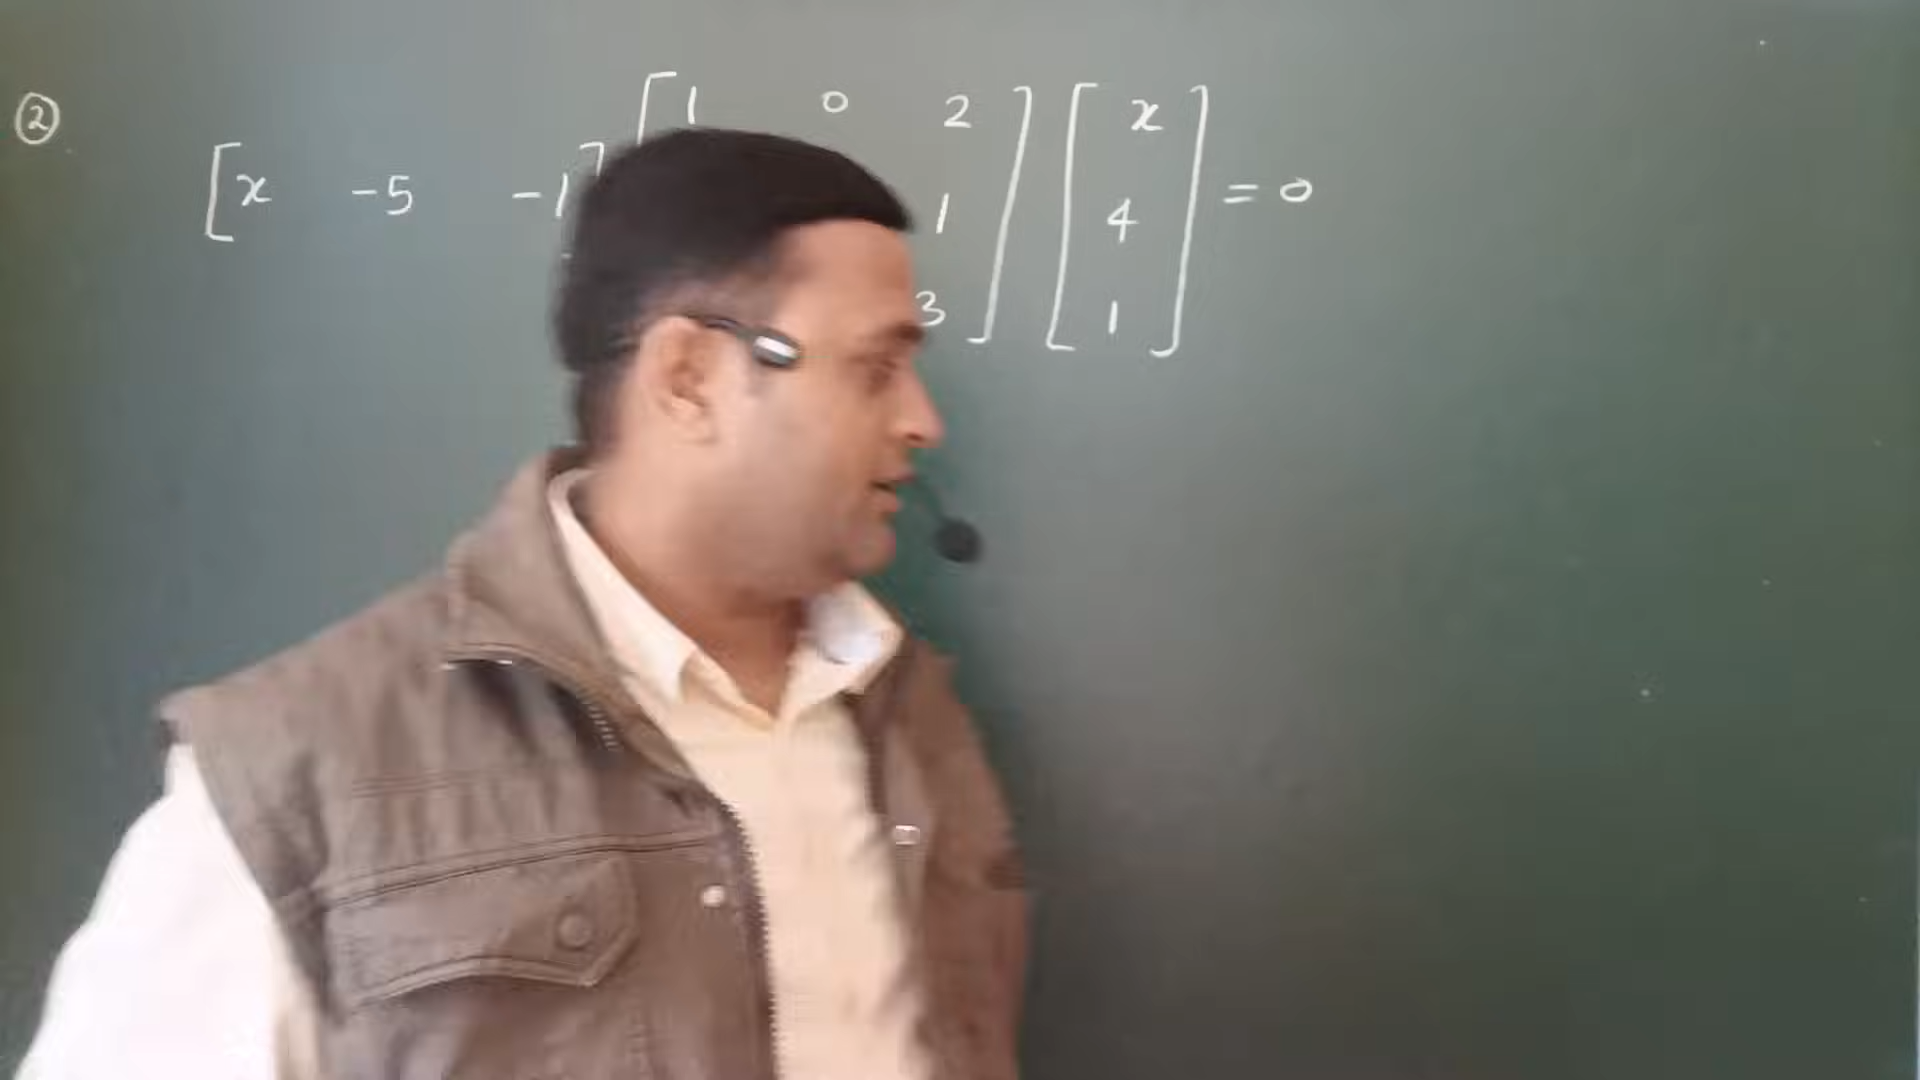 ② [x -5 -1] [1 0 2 [x
1 4
3] 1] = 0